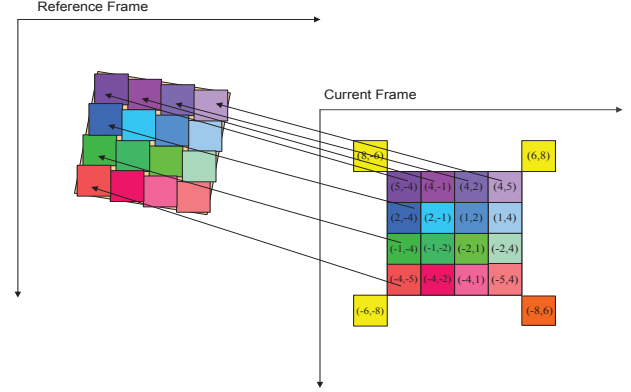 Reference Frame
Current Frame
(8,-6) (6,8)
(5,-4) (4,-1) (4,2) (4,5)
(2,-4) (2,-1) (1,2) (1,4)
(-1,-4) (-1,-2) (-2,1) (-2,4)
(-4,-5) (-4,-2) (-4,1) (-5,4)
(-6,-8) (-8,6)